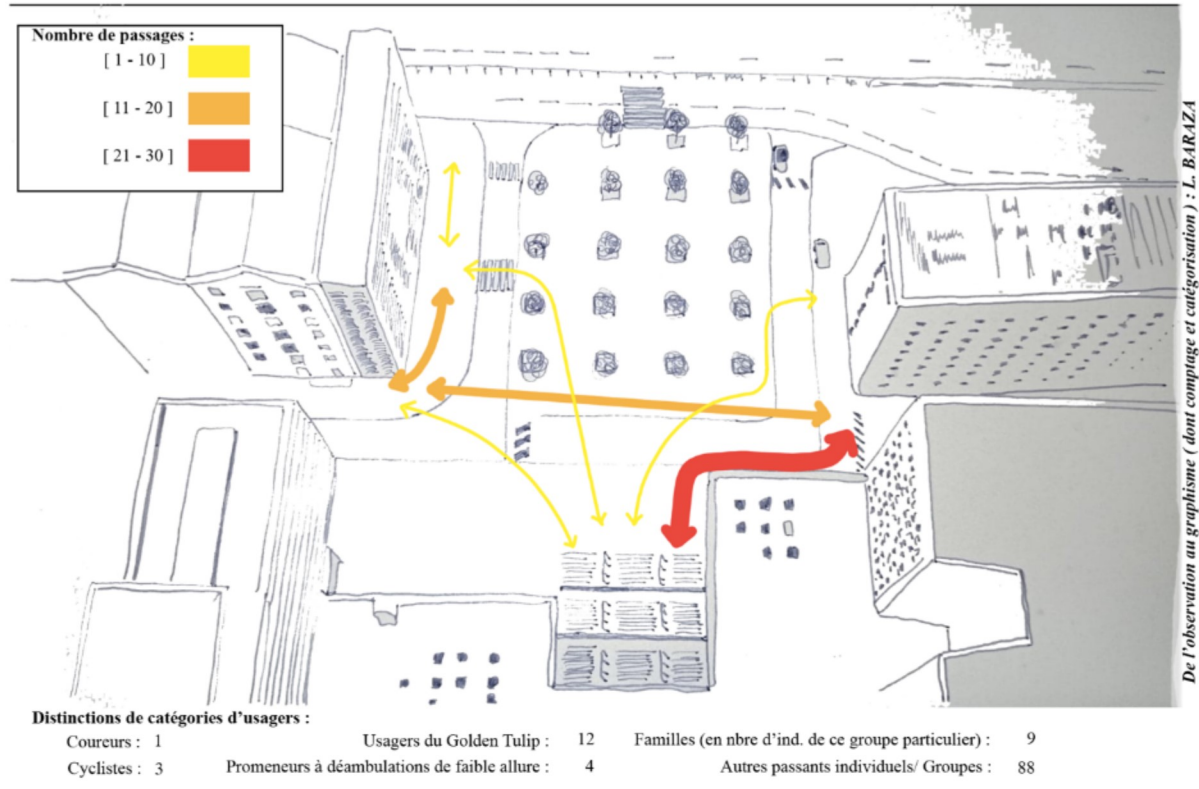 Nombre de passages :
[ 1 - 10 ]
[ 11 - 20 ]
[ 21 - 30 ]
De l'observation au graphisme ( dont comptage et catégorisation ) : L. BARAZA
Distinctions de catégories d'usagers :
Coureurs : 1
Usagers du Golden Tulip : 12
Familles (en nbre d'ind. de ce groupe particulier) : 9
Cyclistes : 3
Promeneurs à déambulations de faible allure : 4
Autres passants individuels/ Groupes : 88